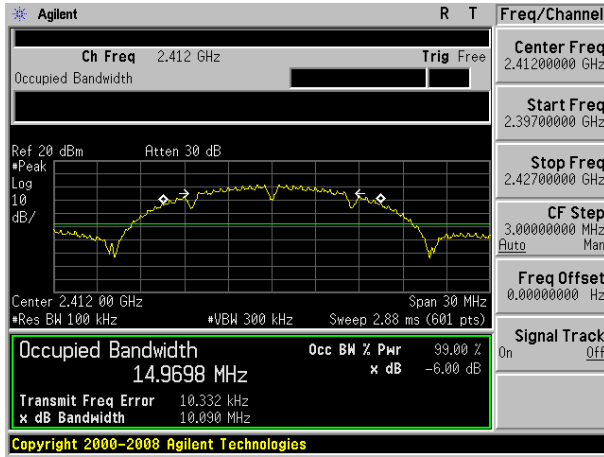 Agilent R T
Ch Freq 2.412 GHz Trig Free
Occupied Bandwidth
Ref 20 dBm Atten 30 dB
#Peak
Log
10
dB/
Center 2.412 00 GHz Span 30 MHz
#Res BW 100 kHz #VBW 300 kHz Sweep 2.88 ms (601 pts)
Occupied Bandwidth Occ BW % Pwr 99.00 %
14.9698 MHz x dB -6.00 dB
Transmit Freq Error 10.332 kHz
x dB Bandwidth 10.090 MHz
Copyright 2000-2008 Agilent Technologies
Freq/Channel
Center Freq
2.41200000 GHz
Start Freq
2.39700000 GHz
Stop Freq
2.42700000 GHz
CF Step
3.00000000 MHz
Auto Man
Freq Offset
0.00000000 Hz
Signal Track
On Off